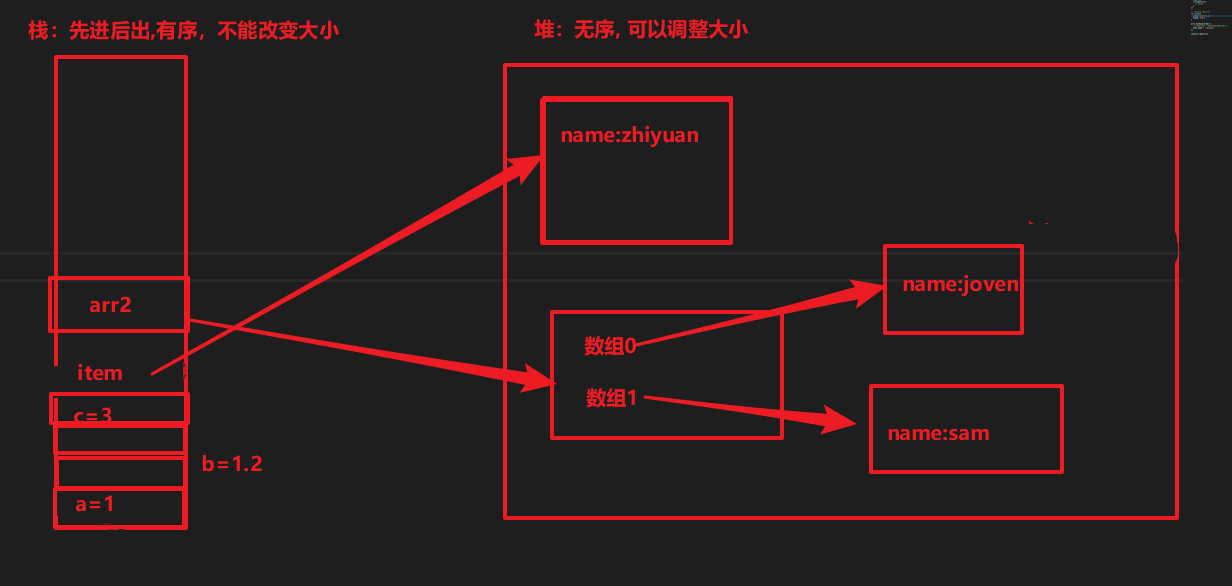 栈：先进后出,有序，不能改变大小
堆：无序, 可以调整大小
name:zhiyuan
name:joven
arr2
数组0
item
数组1
c=3
name:sam
b=1.2
a=1